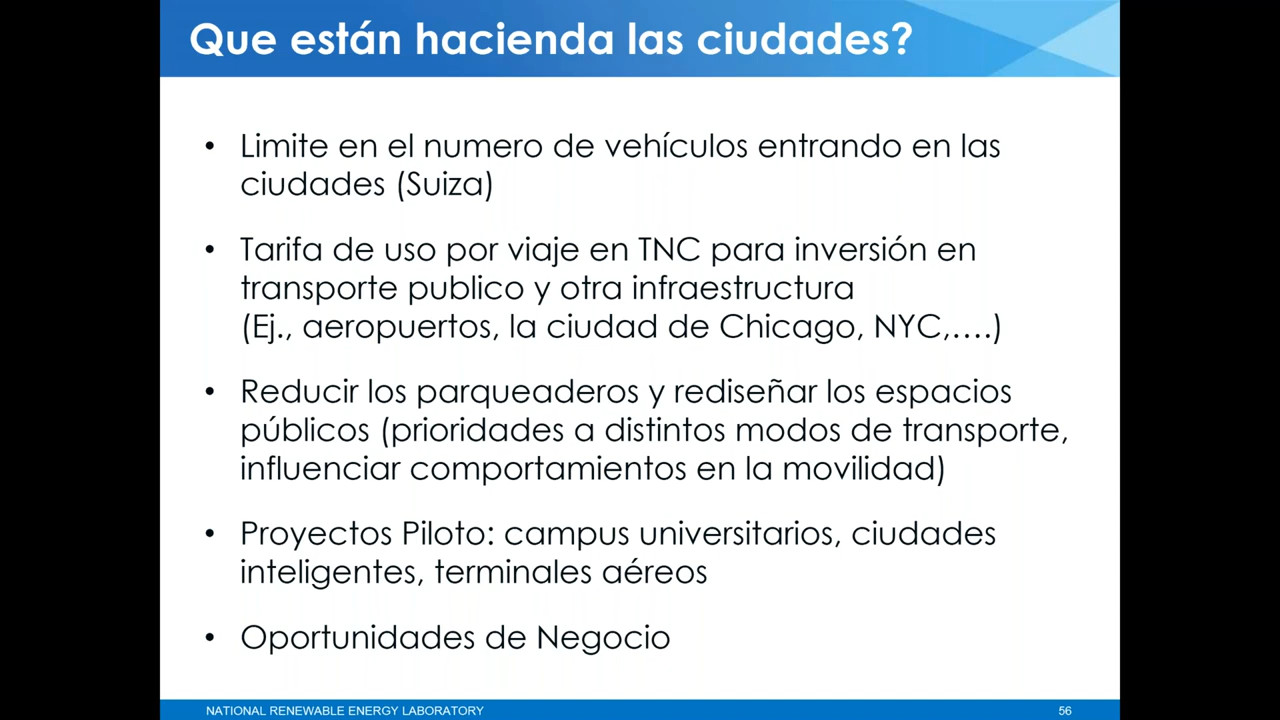 Que están hacienda las ciudades?
• Limite en el numero de vehículos entrando en las
ciudades (Suiza)
• Tarifa de uso por viaje en TNC para inversión en
transporte publico y otra infraestructura
(Ej., aeropuertos, la ciudad de Chicago, NYC,....)
• Reducir los parqueaderos y rediseñar los espacios
públicos (prioridades a distintos modos de transporte,
influenciar comportamientos en la movilidad)
• Proyectos Piloto: campus universitarios, ciudades
inteligentes, terminales aéreos
• Oportunidades de Negocio
NATIONAL RENEWABLE ENERGY LABORATORY
56